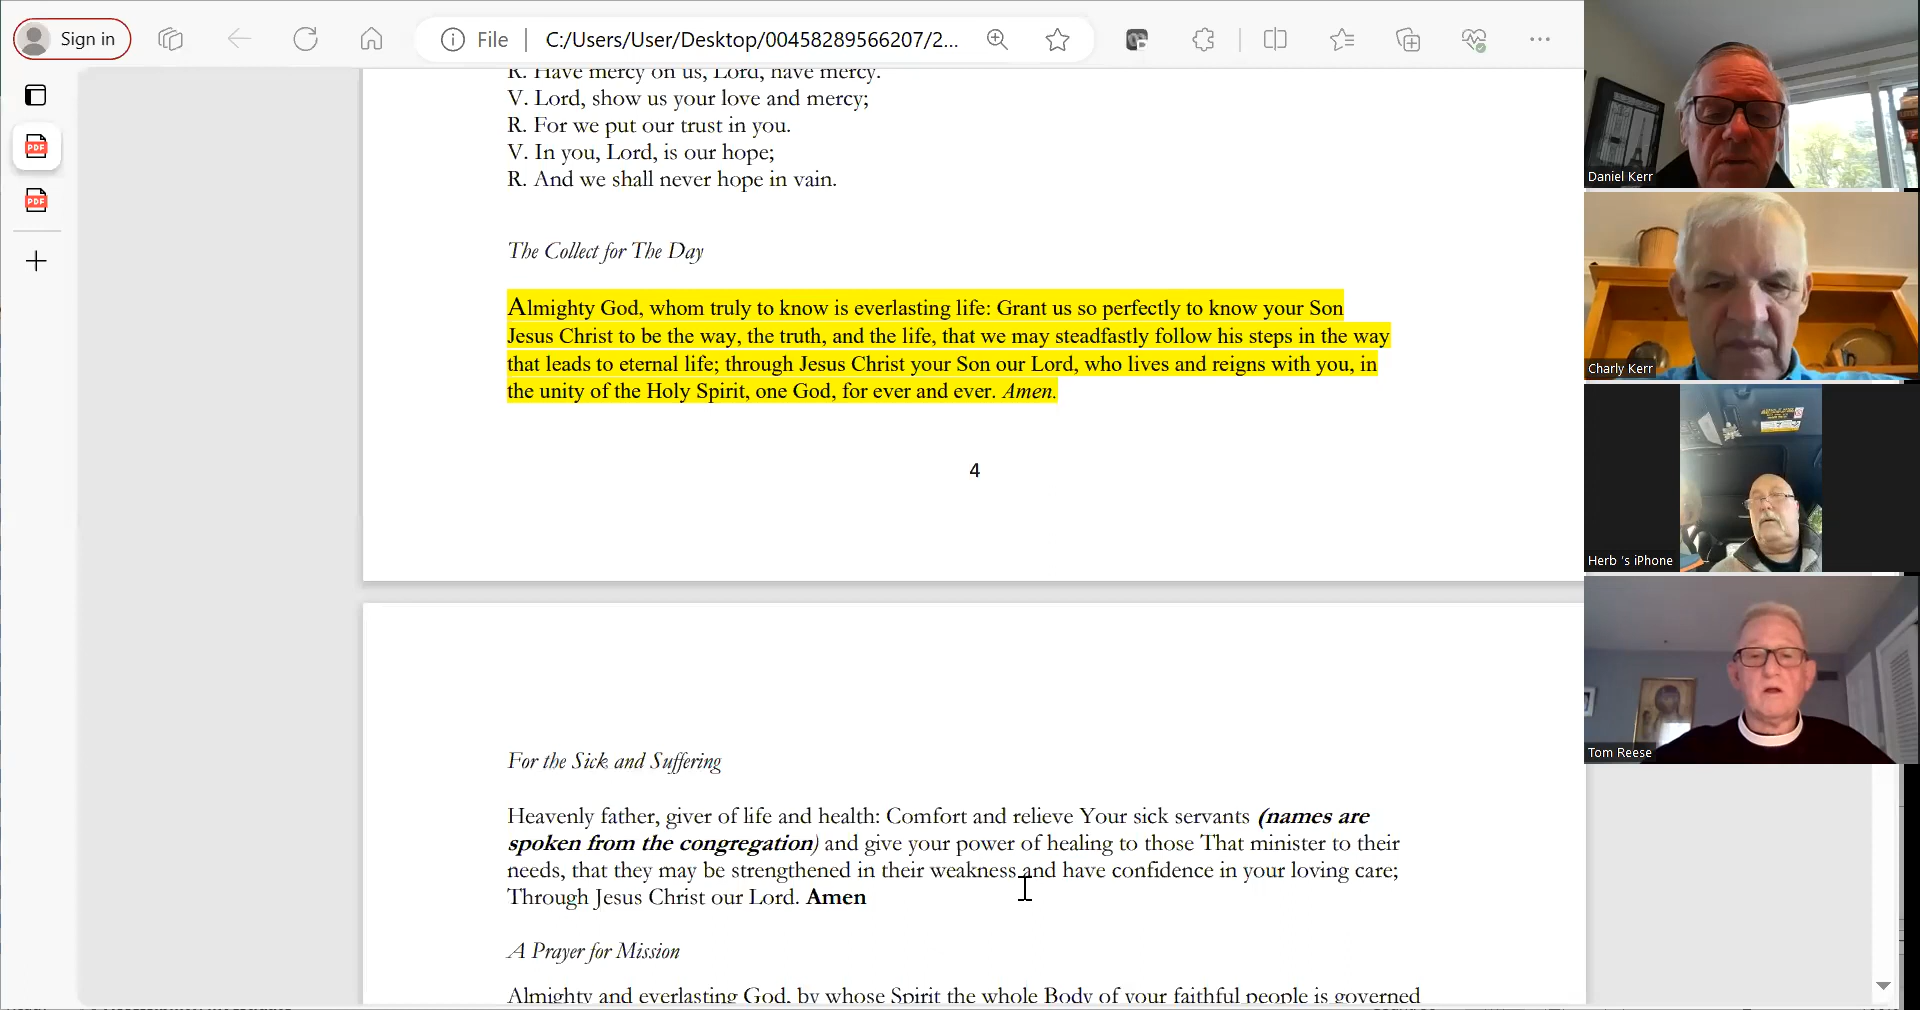 Sign in
File
C:/Users/User/Desktop/00458289566207/2...
R. Have mercy on us, Lord, have mercy.
V. Lord, show us your love and mercy;
R. For we put our trust in you.
V. In you, Lord, is our hope;
R. And we shall never hope in vain.
The Collect for The Day
Almighty God, whom truly to know is everlasting life: Grant us so perfectly to know your Son
Jesus Christ to be the way, the truth, and the life, that we may steadfastly follow his steps in the way
that leads to eternal life; through Jesus Christ your Son our Lord, who lives and reigns with you, in
the unity of the Holy Spirit, one God, for ever and ever. Amen.
4
For the Sick and Suffering
Heavenly father, giver of life and health: Comfort and relieve Your sick servants (names are
spoken from the congregation) and give your power of healing to those That minister to their
needs, that they may be strengthened in their weakness and have confidence in your loving care;
Through Jesus Christ our Lord. Amen
A Prayer for Mission
Almighty and everlasting God, by whose Spirit the whole Body of your faithful people is governed
PDF
PDF
Daniel Kerr
Charly Kerr
Herb 's iPhone
Tom Reese